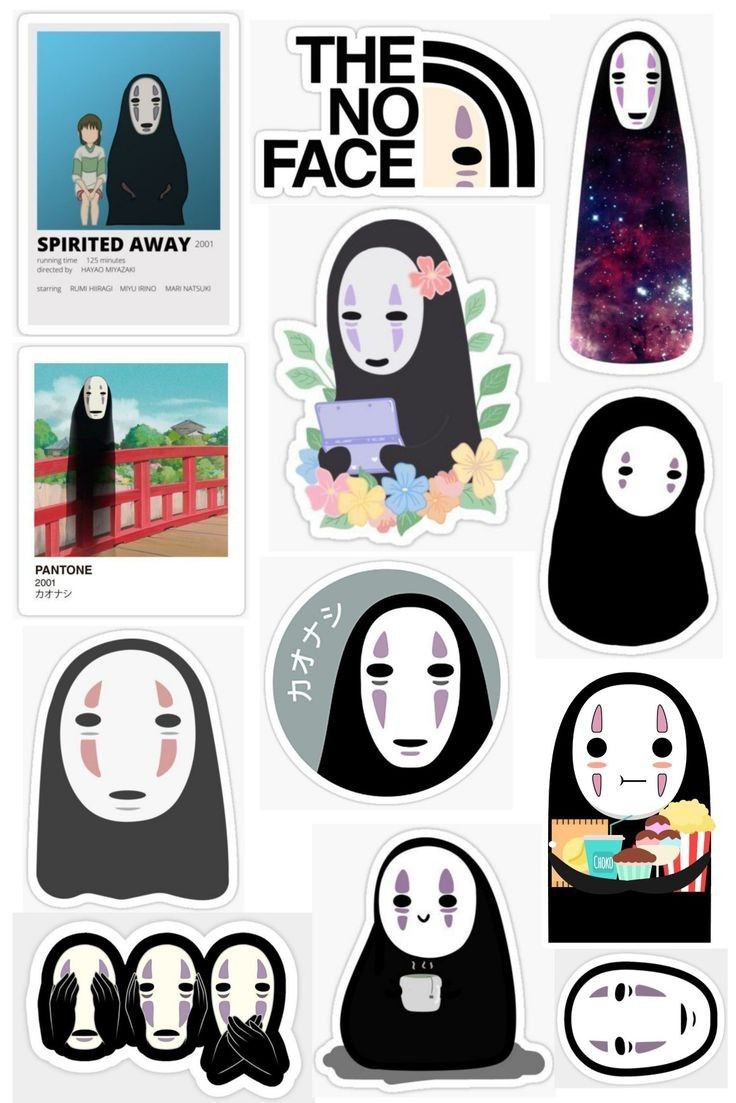 SPIRITED AWAY 2001
running time 125 minutes
directed by HAYAO MIYAZAKI
starring RUMI HIIRAGI MIYU IRINO MARI NATSUKI
THE
NO
FACE
PANTONE
2001
カオナシ
カオナシ
CHOKO